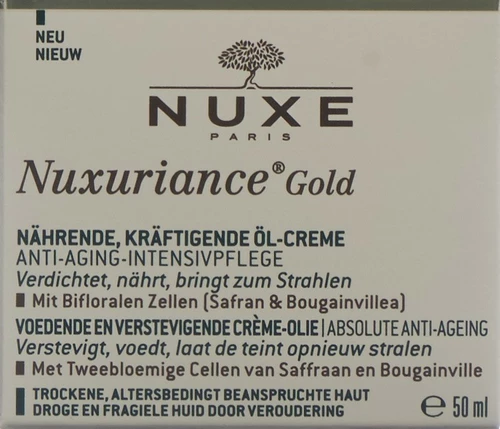 NEU
NIEUW
NUXE
PARIS
Nuxuriance® Gold
NÄHRENDE, KRÄFTIGENDE ÖL-CREME
ANTI-AGING-INTENSIVPFLEGE
Verdichtet, nährt, bringt zum Strahlen
Mit Bifloralen Zellen (Safran & Bougainvillea)
VOEDENDE EN VERSTEVIGENDE CRÈME-OLIE | ABSOLUTE ANTI-AGEING
Verstevigt, voedt, laat de teint opnieuw stralen
Met Tweebloemige Cellen van Saffraan en Bougainville
TROCKENE, ALTERSBEDINGT BEANSPRUCHTE HAUT
DROGE EN FRAGIELE HUID DOOR VEROUDERING
℮ 50 ml